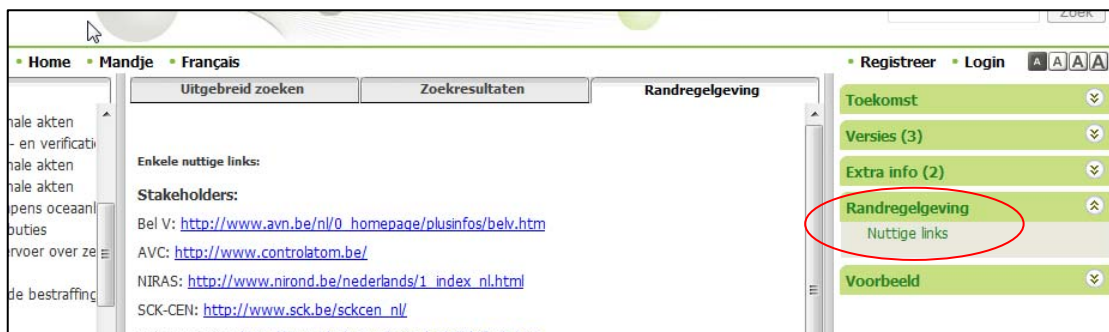 Zoek
• Home • Mandje • Français
• Registreer • Login A A A A
Uitgebreid zoeken
Zoekresultaten
Randregelgeving
nale akten
- en verificati
nale akten
nale akten
pens oceaanl
outies
ervoer over ze
de bestraffing
Enkele nuttige links:
Stakeholders:
Bel V: http://www.avn.be/nl/0_homepage/plusinfos/belv.htm
AVC: http://www.controlatom.be/
NIRAS: http://www.nirond.be/nederlands/1_index_nl.html
SCK-CEN: http://www.sck.be/sckcen_nl/
Toekomst
Versies (3)
Extra info (2)
Randregelgeving
Nuttige links
Voorbeeld